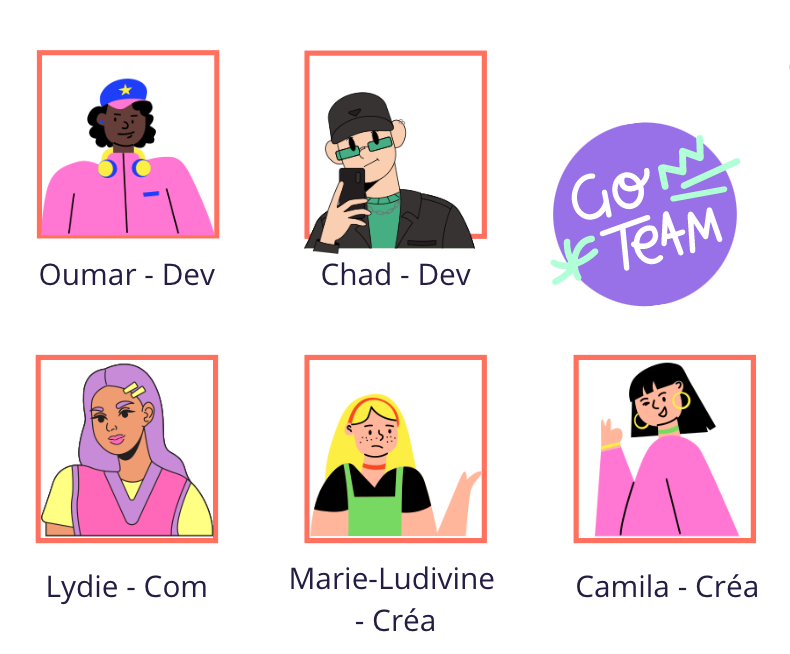 Oumar - Dev
Chad - Dev
GO
TEAM
Lydie - Com
Marie-Ludivine
- Créa
Camila - Créa